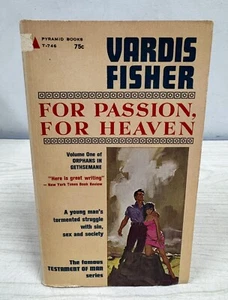 PYRAMID BOOKS
T-746 75c
VARDIS
FISHER
FOR PASSION,
FOR HEAVEN
Volume One of
ORPHANS IN
GETHSEMANE
"Here is great writing"
— New York Times Book Review
A young man's
tormented struggle
with sin,
sex and society
The famous
TESTAMENT OF MAN
series